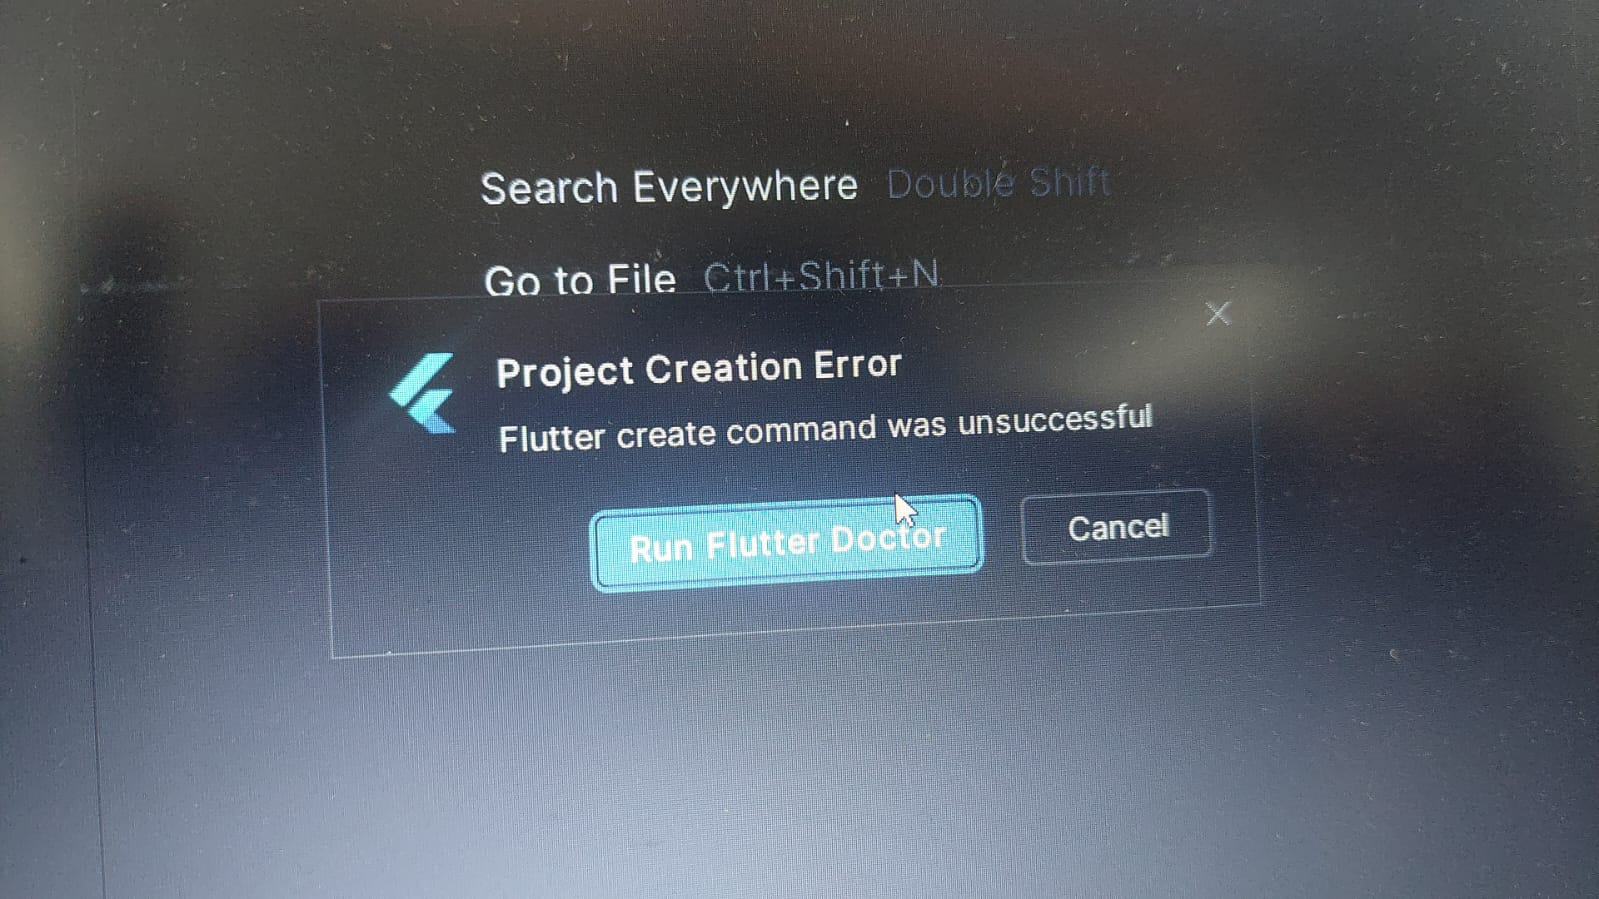 Search Everywhere Double Shift
Go to File Ctrl+Shift+N
Project Creation Error
Flutter create command was unsuccessful
Run Flutter Doctor Cancel